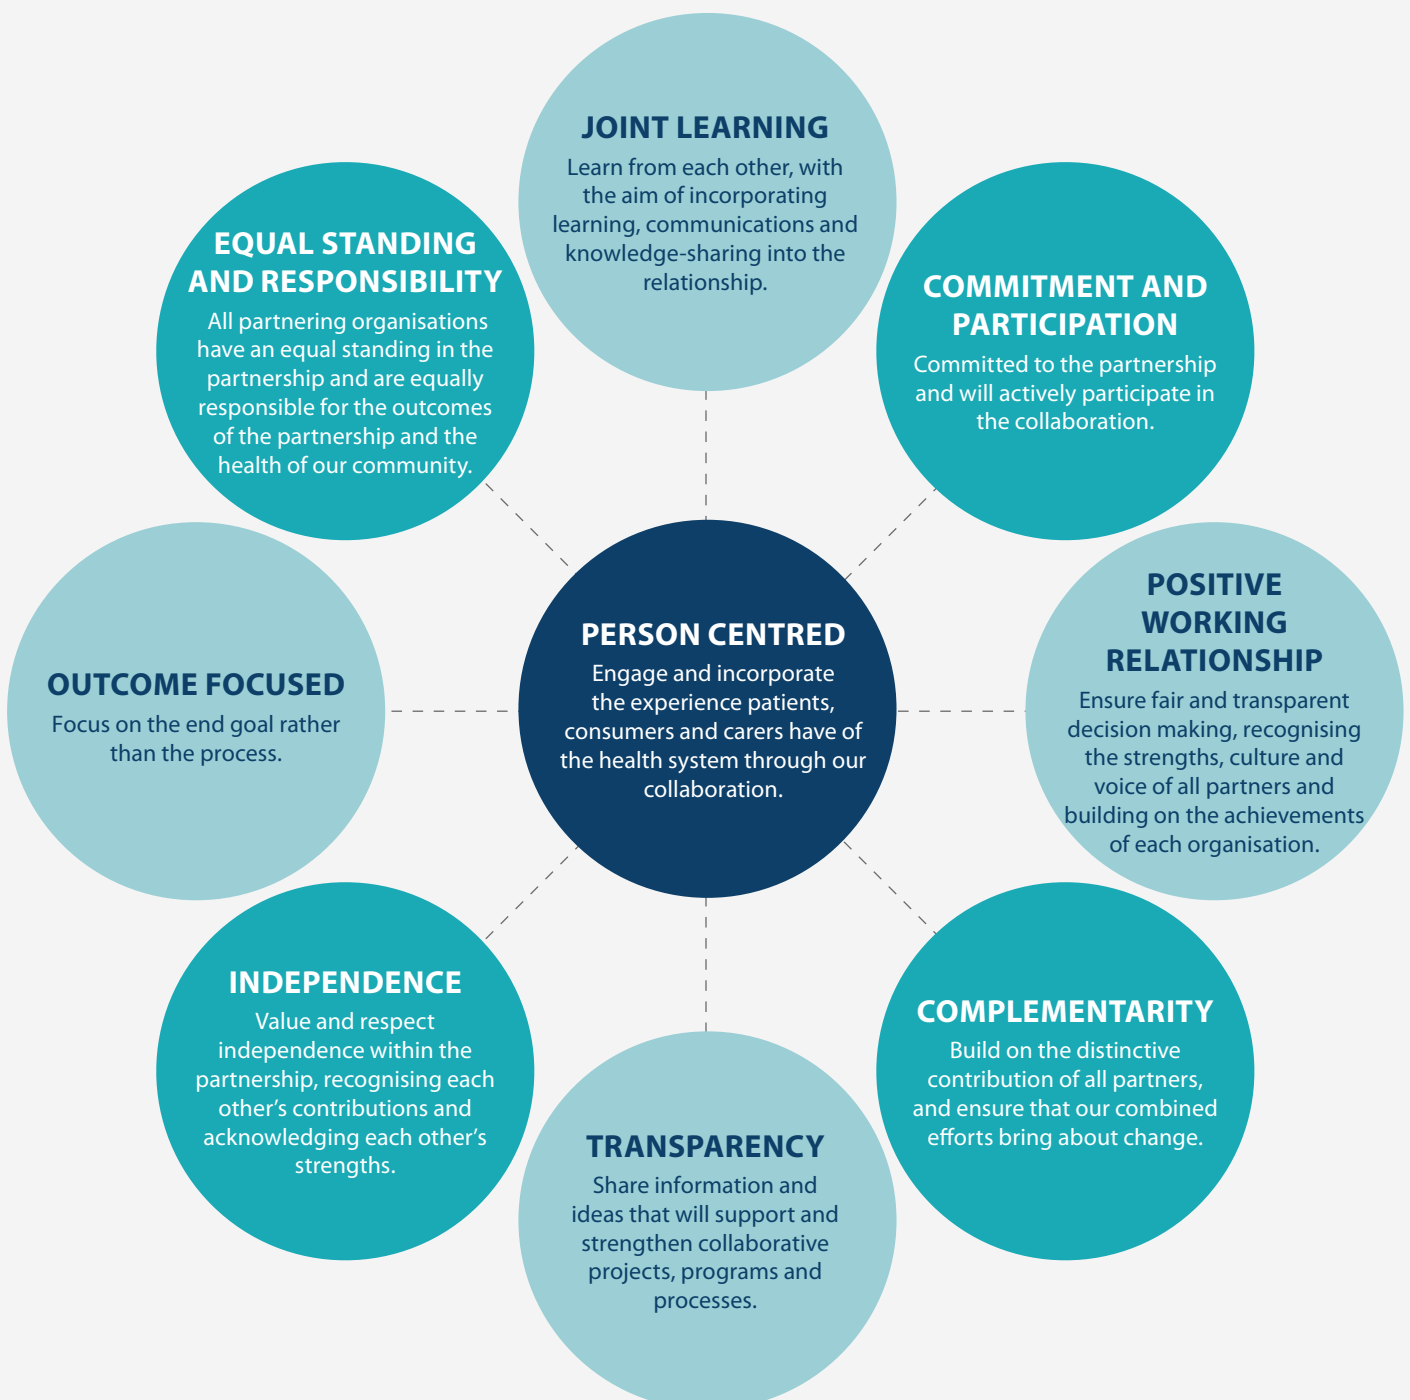 JOINT LEARNING
Learn from each other, with
the aim of incorporating
learning, communications and
knowledge-sharing into the
relationship.
EQUAL STANDING
AND RESPONSIBILITY
All partnering organisations
have an equal standing in the
partnership and are equally
responsible for the outcomes
of the partnership and the
health of our community.
COMMITMENT AND
PARTICIPATION
Committed to the partnership
and will actively participate in
the collaboration.
OUTCOME FOCUSED
Focus on the end goal rather
than the process.
PERSON CENTRED
Engage and incorporate
the experience patients,
consumers and carers have of
the health system through our
collaboration.
POSITIVE
WORKING
RELATIONSHIP
Ensure fair and transparent
decision making, recognising
the strengths, culture and
voice of all partners and
building on the achievements
of each organisation.
INDEPENDENCE
Value and respect
independence within the
partnership, recognising each
other’s contributions and
acknowledging each other’s
strengths.
COMPLEMENTARITY
Build on the distinctive
contribution of all partners,
and ensure that our combined
efforts bring about change.
TRANSPARENCY
Share information and
ideas that will support and
strengthen collaborative
projects, programs and
processes.